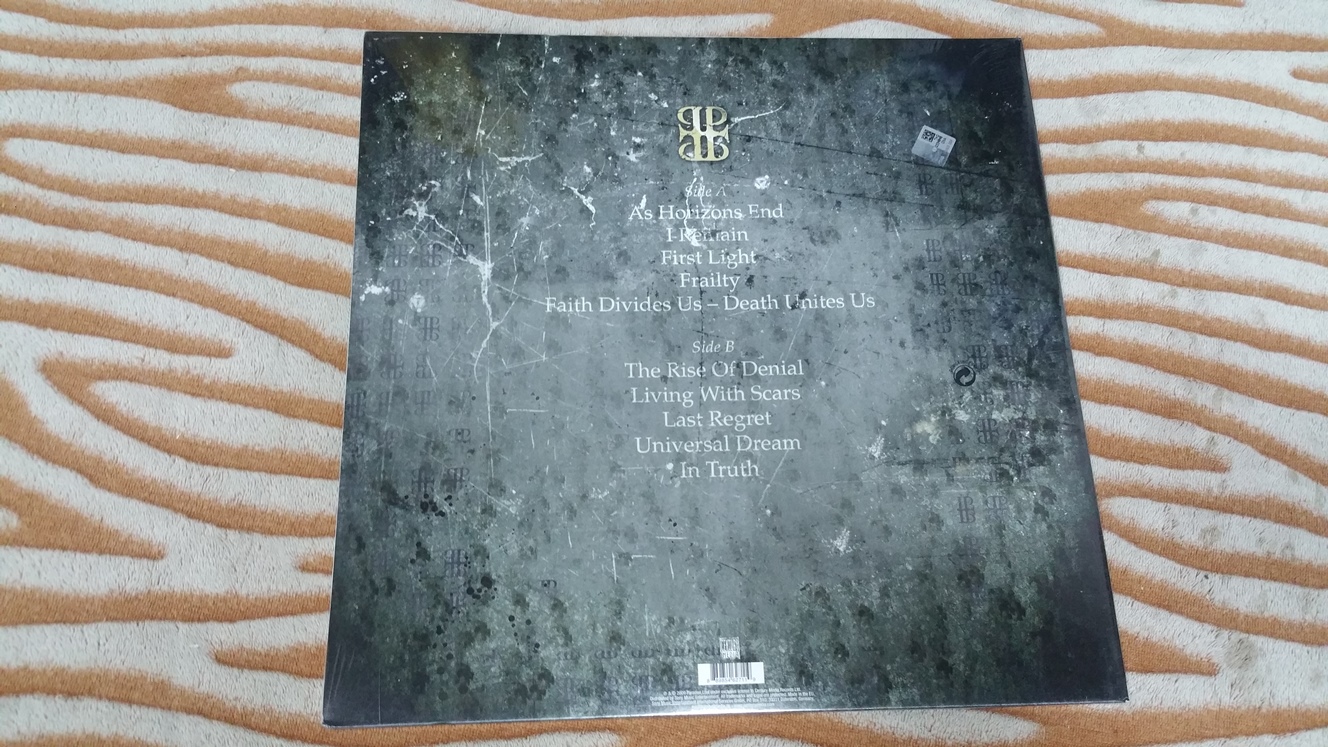 Side A
As Horizons End
I Remain
First Light
Frailty
Faith Divides Us – Death Unites Us
Side B
The Rise Of Denial
Living With Scars
Last Regret
Universal Dream
In Truth